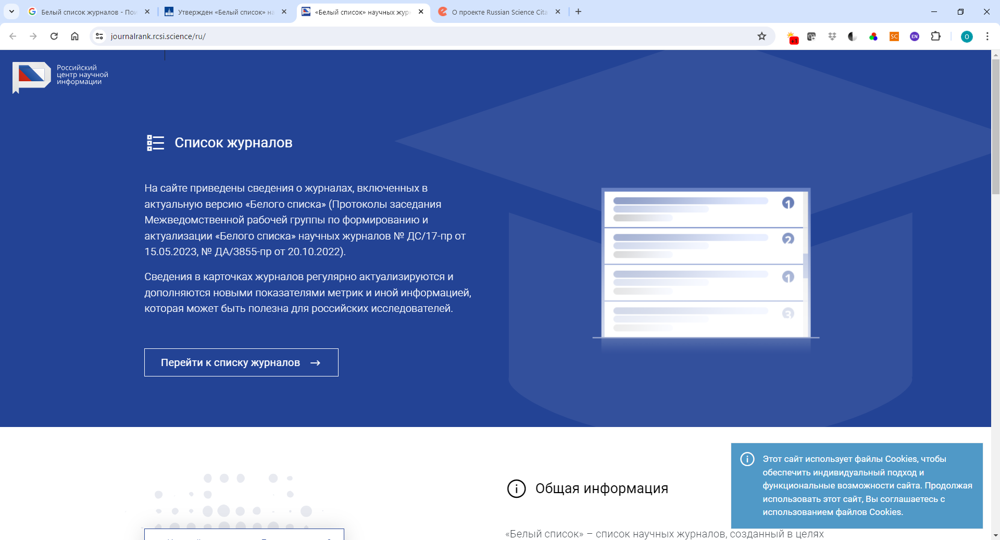 Белый список журналов - Пои
Утвержден «Белый список» на
«Белый список» научных жур
О проекте Russian Science Cita
journalrank.rcsi.science/ru/
+1
SC
EN
O
Российский
центр научной
информации
Список журналов
На сайте приведены сведения о журналах, включенных в
актуальную версию «Белого списка» (Протоколы заседания
Межведомственной рабочей группы по формированию и
актуализации «Белого списка» научных журналов № ДС/17-пр от
15.05.2023, № ДА/3855-пр от 20.10.2022).
Сведения в карточках журналов регулярно актуализируются и
дополняются новыми показателями метрик и иной информацией,
которая может быть полезна для российских исследователей.
Перейти к списку журналов →
1
2
1
3
Общая информация
«Белый список» – список научных журналов, созданный в целях
Этот сайт использует файлы Cookies, чтобы
обеспечить индивидуальный подход и
функциональные возможности сайта. Продолжая
использовать этот сайт, Вы соглашаетесь с
использованием файлов Cookies.